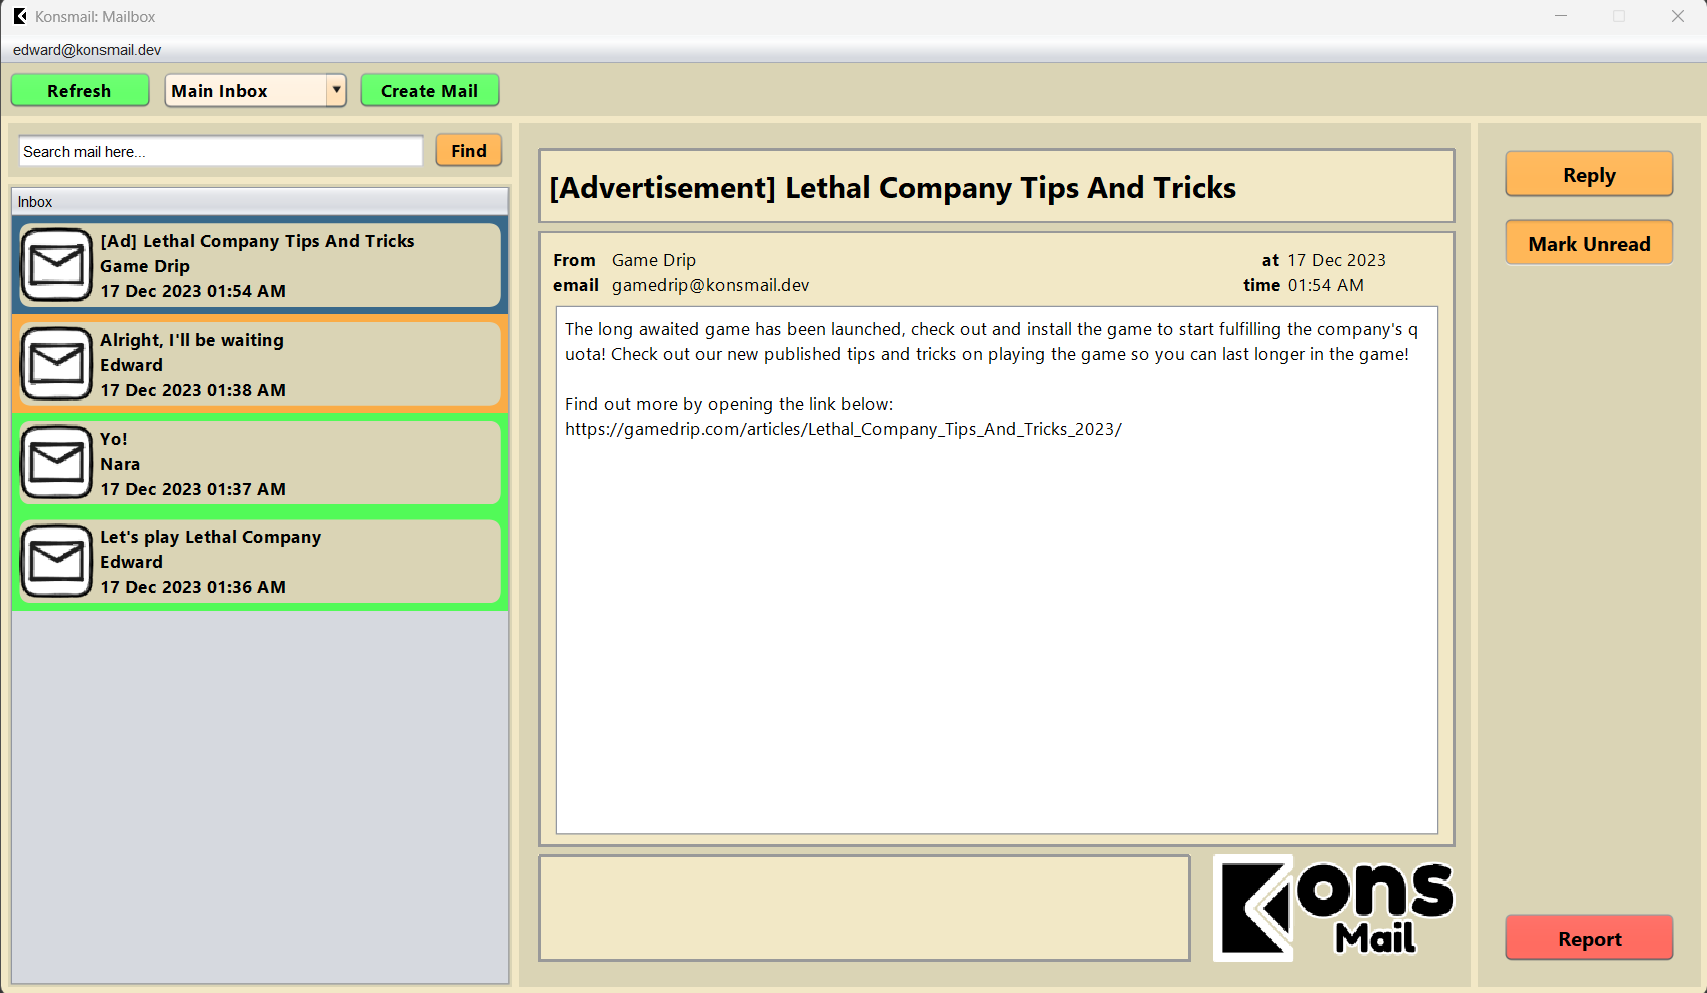 Konsmail: Mailbox
edward@konsmail.dev
Refresh
Main Inbox
Create Mail
Search mail here...
Find
Inbox
[Ad] Lethal Company Tips And Tricks
Game Drip
17 Dec 2023 01:54 AM
Alright, I'll be waiting
Edward
17 Dec 2023 01:38 AM
Yo!
Nara
17 Dec 2023 01:37 AM
Let's play Lethal Company
Edward
17 Dec 2023 01:36 AM
[Advertisement] Lethal Company Tips And Tricks
From Game Drip
at 17 Dec 2023
email gamedrip@konsmail.dev
time 01:54 AM
The long awaited game has been launched, check out and install the game to start fulfilling the company's q
uota! Check out our new published tips and tricks on playing the game so you can last longer in the game!
Find out more by opening the link below:
https://gamedrip.com/articles/Lethal_Company_Tips_And_Tricks_2023/
Kons
Mail
Reply
Mark Unread
Report